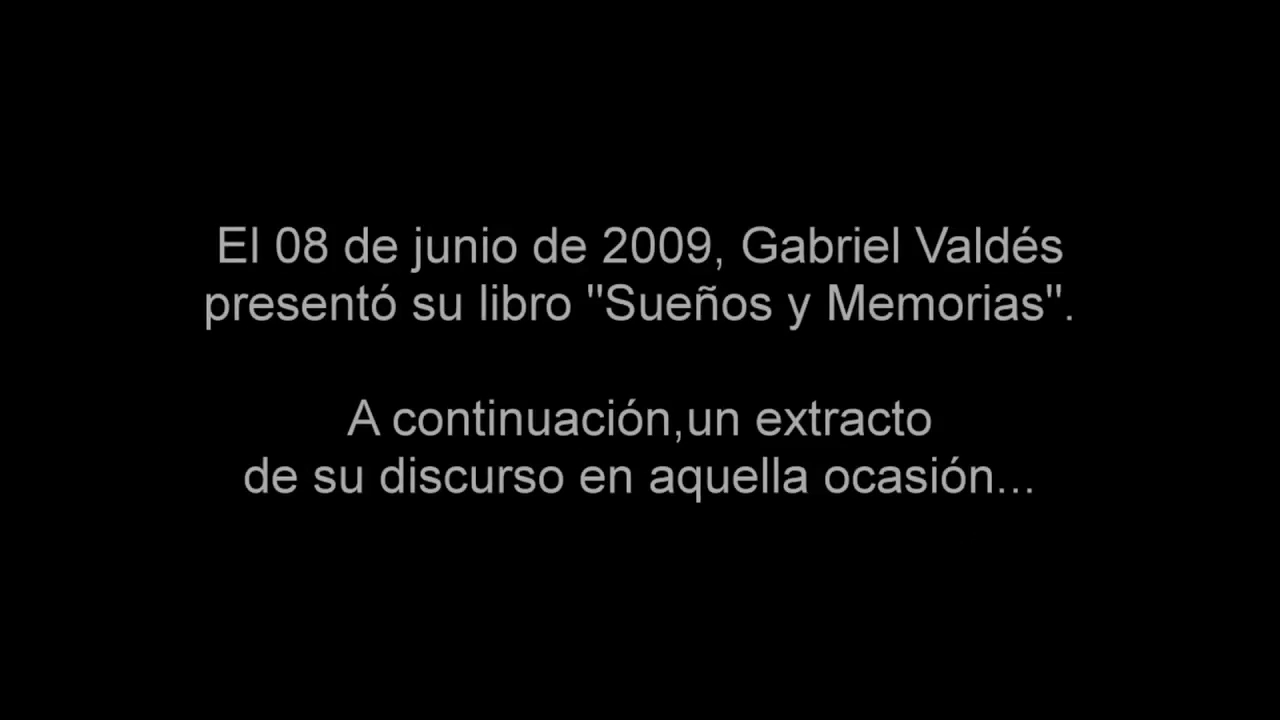 El 08 de junio de 2009, Gabriel Valdés
presentó su libro "Sueños y Memorias".
A continuación,un extracto
de su discurso en aquella ocasión...